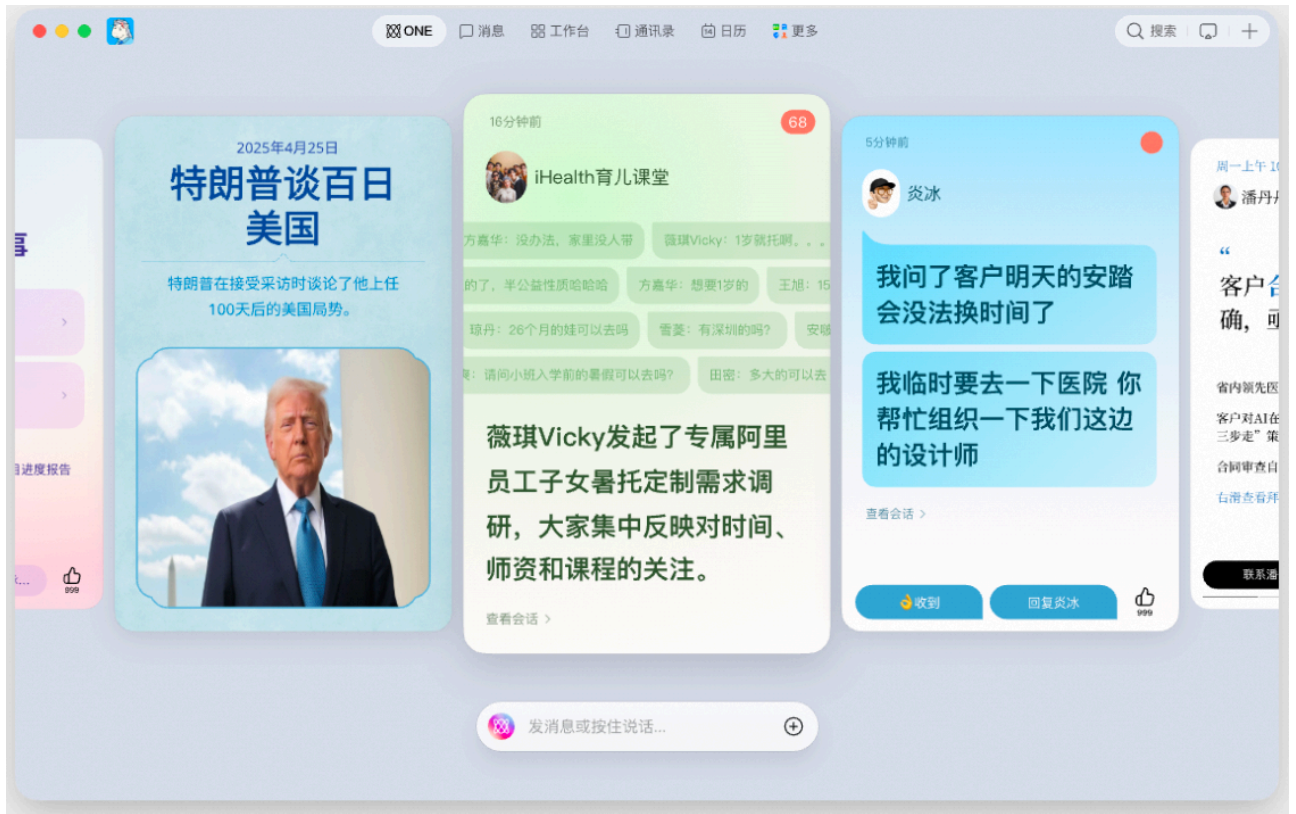 ONE
消息
工作台
通讯录
14
日历
更多
搜索
事
进度报告
999
2025年4月25日
特朗普谈百日
美国
特朗普在接受采访时谈论了他上任
100天后的美国局势。
16分钟前
68
iHealth育儿课堂
方嘉华：没办法，家里没人带
薇琪Vicky：1岁就托啊。。。
的了，半公益性质哈哈哈
方嘉华：想要1岁的
王旭：15
琼丹：26个月的娃可以去吗
雪菱：有深圳的吗?
安暖
：请问小班入学前的暑假可以去吗?
田密：多大的可以去
薇琪Vicky发起了专属阿里
员工子女暑托定制需求调
研，大家集中反映对时间、
师资和课程的关注。
查看会话
5分钟前
炎冰
我问了客户明天的安踏
会没法换时间了
我临时要去一下医院 你
帮忙组织一下我们这边
的设计师
查看会话
👌收到
回复炎冰
999
周一上午
潘丹
“
客户
确，
省内领先医
客户对AI在
三步走”策
合同审查自
右滑查看拜
联系潘
发消息或按住说话...